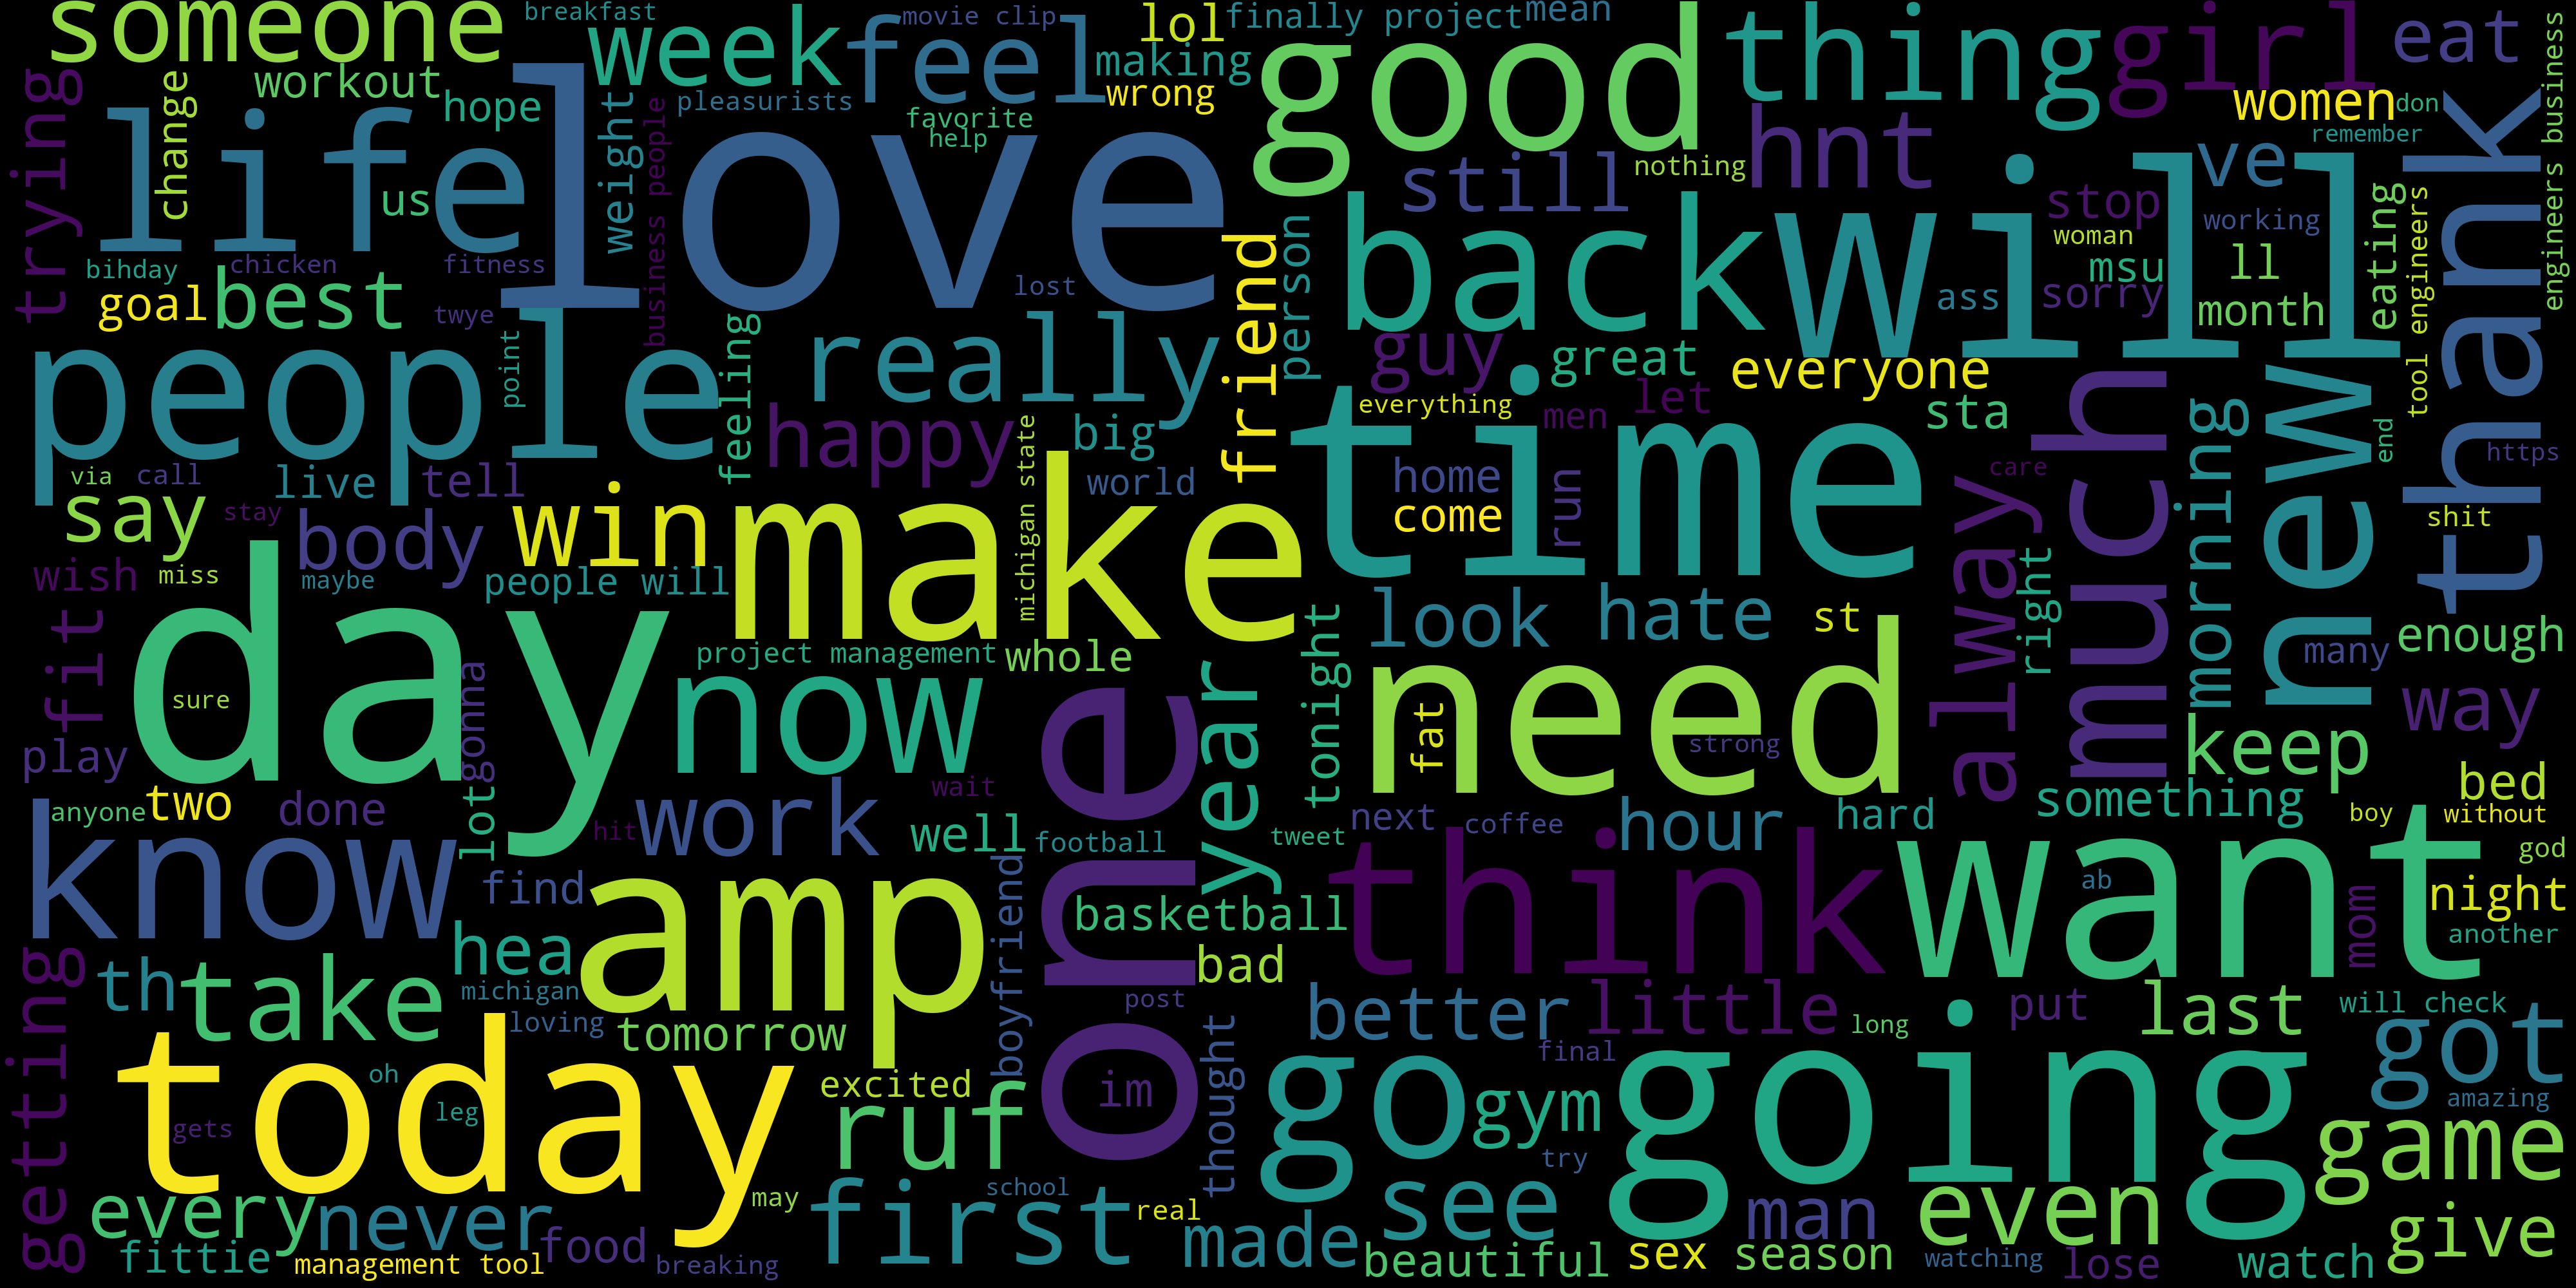 someone
breakfast
week
feel
movie clip
lol
finally project
mean
good
thing
girl
eat
engineers business
trying
change
workout
hope
weight
business people
pleasurists
making
wrong
favorite
help
women
don
remember
thank
life
us
love
still
nothing
hnt
ve
stop
working
woman
msu
ll
ass
sorry
month
eating
tool engineers
bihday
chicken
fitness
goal
best
twye
lost
friend
person
back
will
people
point
feeling
really
guy
great
everyone
everything
men
let
sta
much
morning
new
end
https
happy
big
michigan state
time
via
call
live
tell
world
home
come
run
care
say
stay
body
win
make
always
right
shit
wish
miss
maybe
people will
look
hate
st
many
enough
fit
day
project management
whole
now
year
tonight
need
fat
strong
way
keep
play
sure
lot
gonna
anyone
two
done
hit
work
wait
well
football
tweet
next
coffee
hour
hard
something
bed
boy
without
god
know
find
amp
one
boyfriend
basketball
bad
think
want
ab
mom
night
another
getting
th
take
hea
michigan
loving
tomorrow
post
thought
better
little
long
put
last
will check
got
today
oh
leg
gets
excited
ruf
im
final
go
gym
going
amazing
try
game
every
never
may
first
school
real
see
man
even
give
fittie
management tool
food
breaking
made
beautiful
sex
season
watching
lose
watch